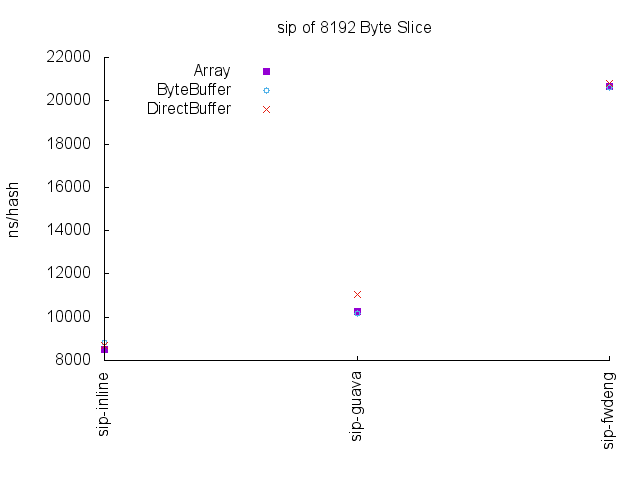 sip of 8192 Byte Slice
22000
20000
18000
16000
14000
12000
10000
8000
ns/hash
Array
ByteBuffer
DirectBuffer
sip-inline
sip-guava
sip-fwdeng